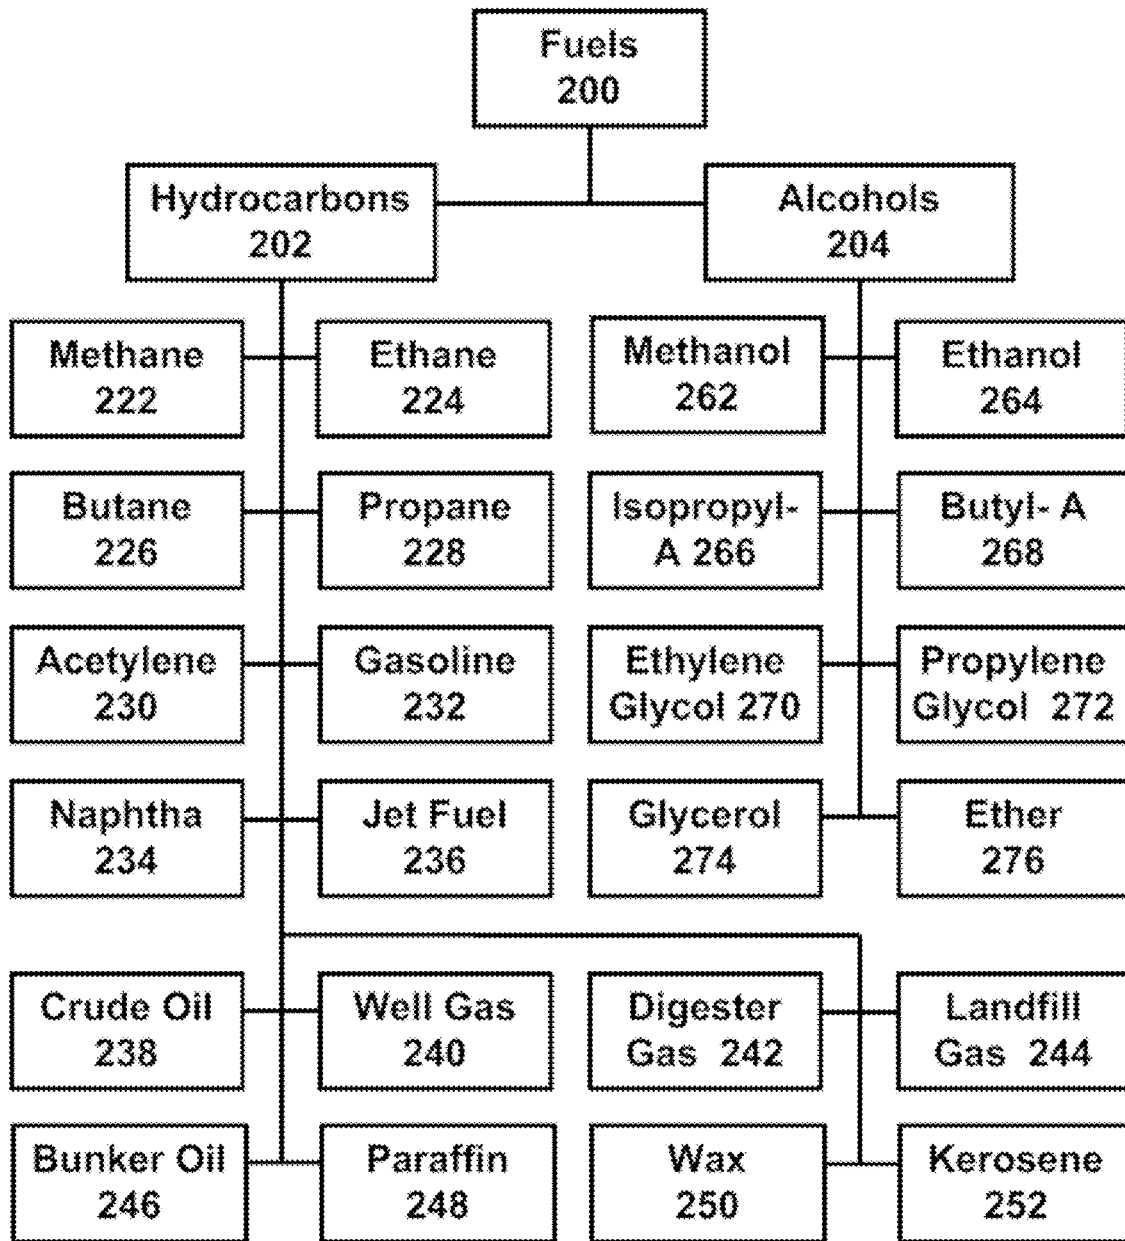 Fuels
200
Hydrocarbons
202
Alcohols
204
Methane
222
Ethane
224
Methanol
262
Ethanol
264
Butane
226
Propane
228
Isopropyl-
A 266
Butyl- A
268
Acetylene
230
Gasoline
232
Ethylene
Glycol 270
Propylene
Glycol 272
Naphtha
234
Jet Fuel
236
Glycerol
274
Ether
276
Crude Oil
238
Well Gas
240
Digester
Gas 242
Landfill
Gas 244
Bunker Oil
246
Paraffin
248
Wax
250
Kerosene
252